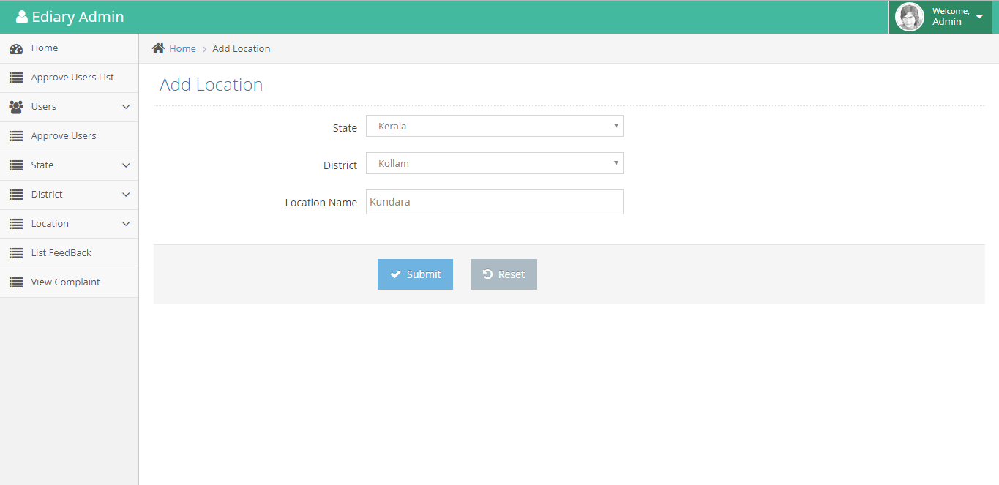 Ediary Admin
Welcome,
Admin
Home
Approve Users List
Users
Approve Users
State
District
Location
List FeedBack
View Complaint
Home > Add Location
Add Location
State Kerala
District Kollam
Location Name Kundara
Submit Reset